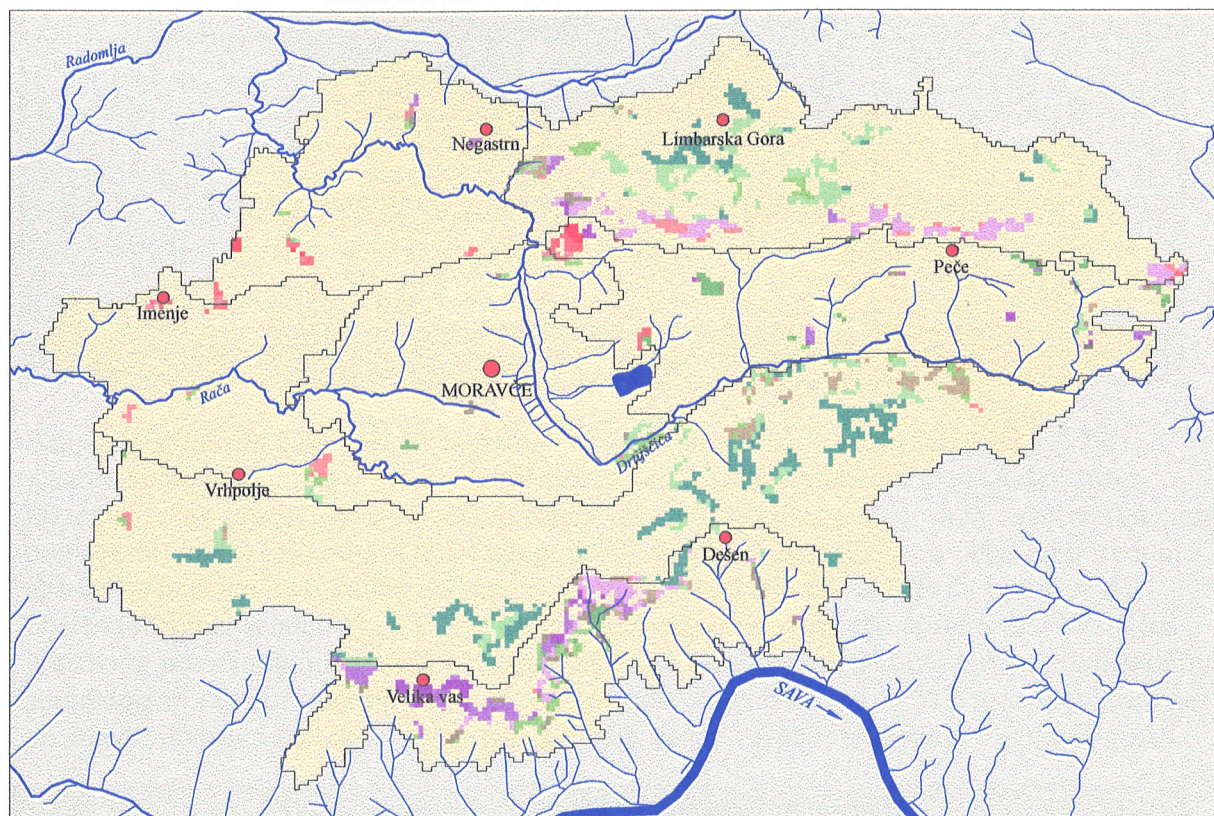 Radomlja
Negastrn
Limbarska Gora
Peče
Imenje
MORAVČE
Rača
Drtijščica
Vrhpolje
Dešen
Velika vas
SAVA